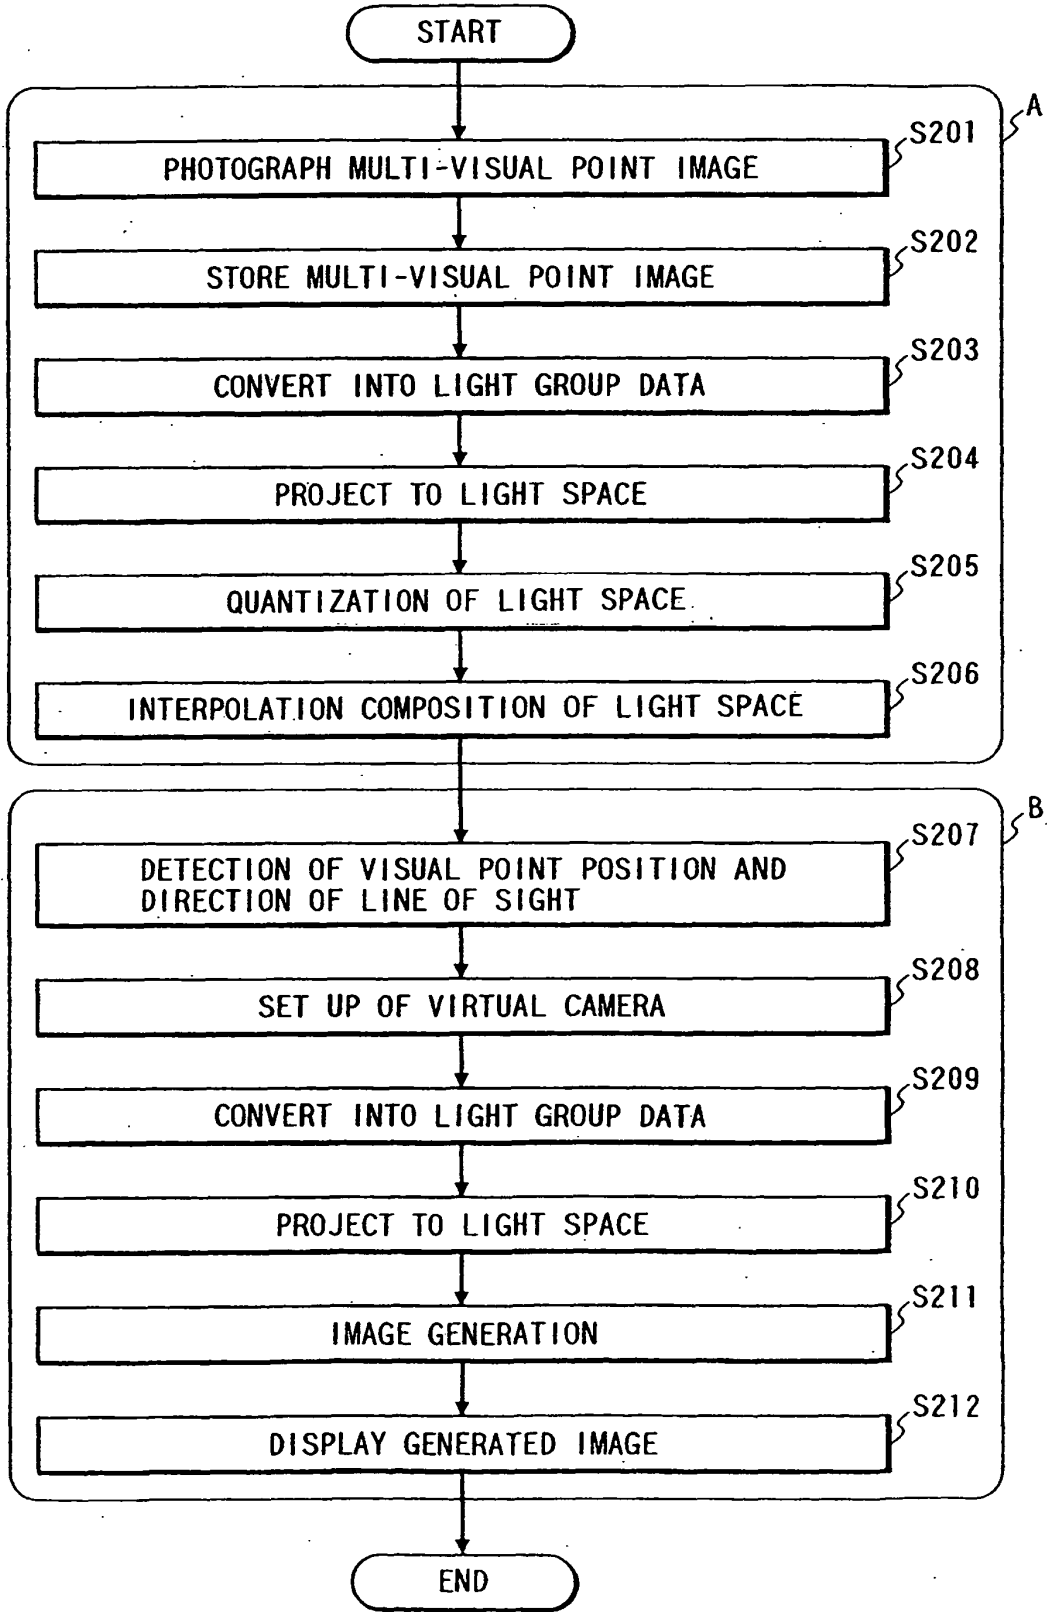 START
A
S201
PHOTOGRAPH MULTI-VISUAL POINT IMAGE
S202
STORE MULTI-VISUAL POINT IMAGE
S203
CONVERT INTO LIGHT GROUP DATA
S204
PROJECT TO LIGHT SPACE
S205
QUANTIZATION OF LIGHT SPACE
S206
INTERPOLATION COMPOSITION OF LIGHT SPACE
B
S207
DETECTION OF VISUAL POINT POSITION AND
DIRECTION OF LINE OF SIGHT
S208
SET UP OF VIRTUAL CAMERA
S209
CONVERT INTO LIGHT GROUP DATA
S210
PROJECT TO LIGHT SPACE
S211
IMAGE GENERATION
S212
DISPLAY GENERATED IMAGE
END